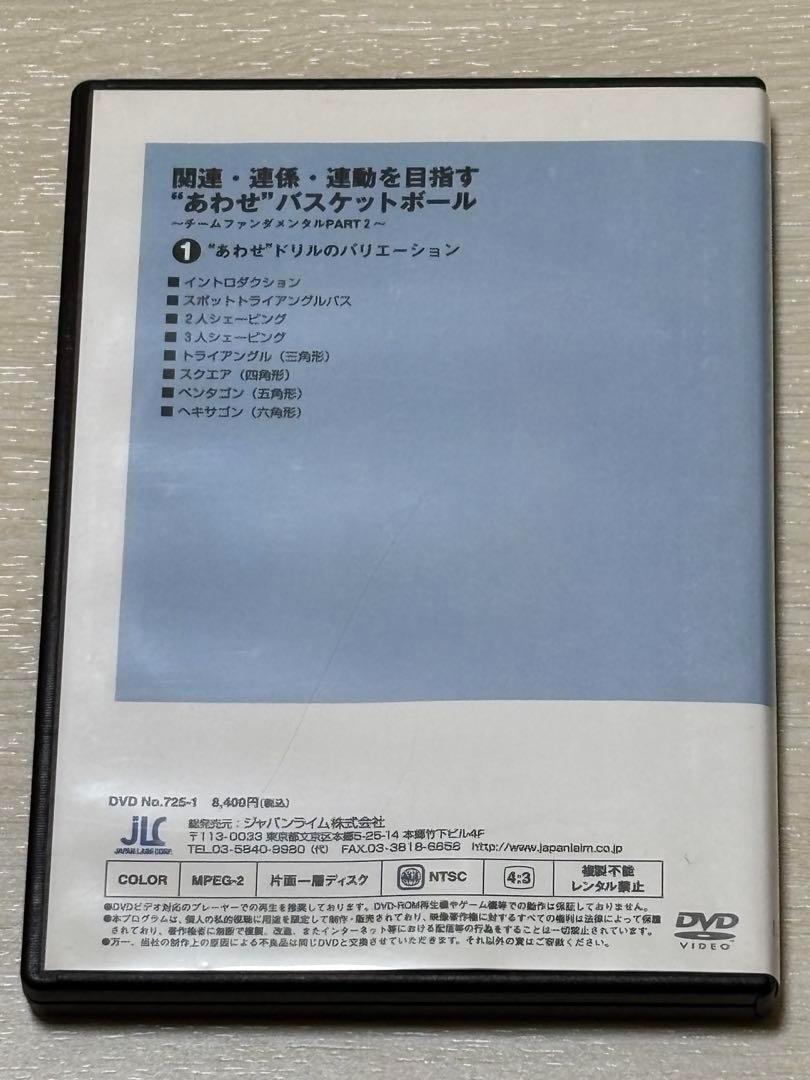 関連・連係・連動を目指す
“あわせ”バスケットボール
～チームファンダメンタルPART 2～
1 “あわせ”ドリルのバリエーション
■ イントロダクション
■ スポットトライアングルパス
■ 2人シェービング
■ 3人シェービング
■ トライアングル（三角形）
■ スクエア（四角形）
■ ペンタゴン（五角形）
■ ヘキサゴン（六角形）
DVD No.725-1 8,400円(税込)
JLC
JAPAN LAIM CORP.
総発売元：ジャパンライム株式会社
〒113-0033 東京都文京区本郷5-25-14 本郷竹下ビル4F
TEL.03-5840-9980（代） FAX.03-3818-6656 http://www.japanlaim.co.jp
COLOR MPEG-2 片面一層ディスク NTSC 4:3 複製不能 レンタル禁止
●DVDビデオ対応のプレーヤーでの再生を推奨しております。DVD-ROM再生機やゲーム機等での動作は保証しておりません。
●本プログラムは、個人の私的視聴に用途を限定して制作・販売されており、映像著作権に対するすべての権利は法律によって保護
されており、著作権者に無断で複製、改造、またインターネット等における配信等の行為をすることは一切禁止されています。
●万一、当社の制作上の原因による不良品は同じDVDと交換させていただきます。それ以外の責はご容赦ください。
DVD
VIDEO